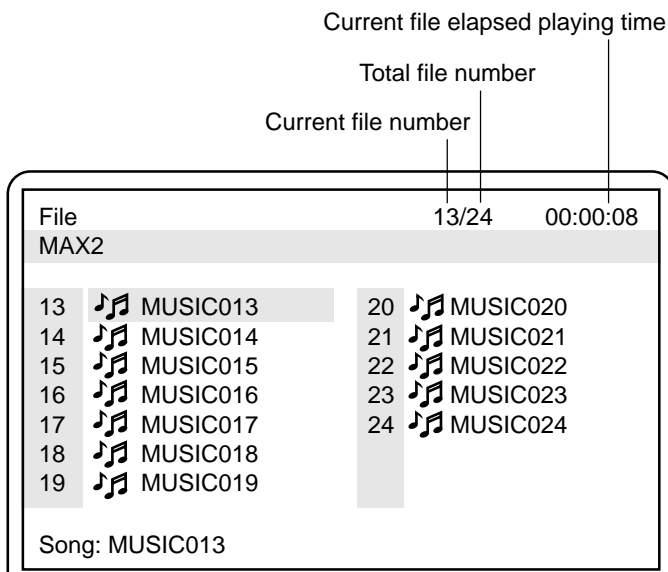 Current file elapsed playing time
Total file number
Current file number
File 13/24 00:00:08
MAX2
13 MUSIC013 20 MUSIC020
14 MUSIC014 21 MUSIC021
15 MUSIC015 22 MUSIC022
16 MUSIC016 23 MUSIC023
17 MUSIC017 24 MUSIC024
18 MUSIC018
19 MUSIC019
Song: MUSIC013